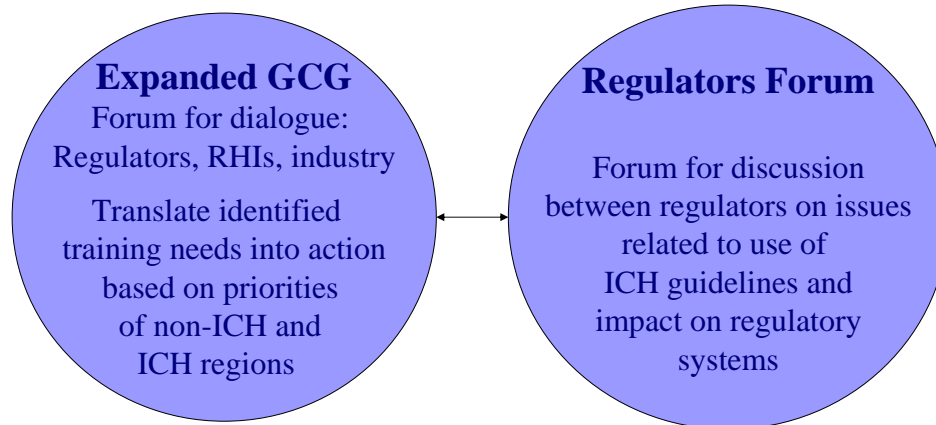 Expanded GCG
Forum for dialogue:
Regulators, RHIs, industry
Translate identified
training needs into action
based on priorities
of non-ICH and
ICH regions
Regulators Forum
Forum for discussion
between regulators on issues
related to use of
ICH guidelines and
impact on regulatory
systems